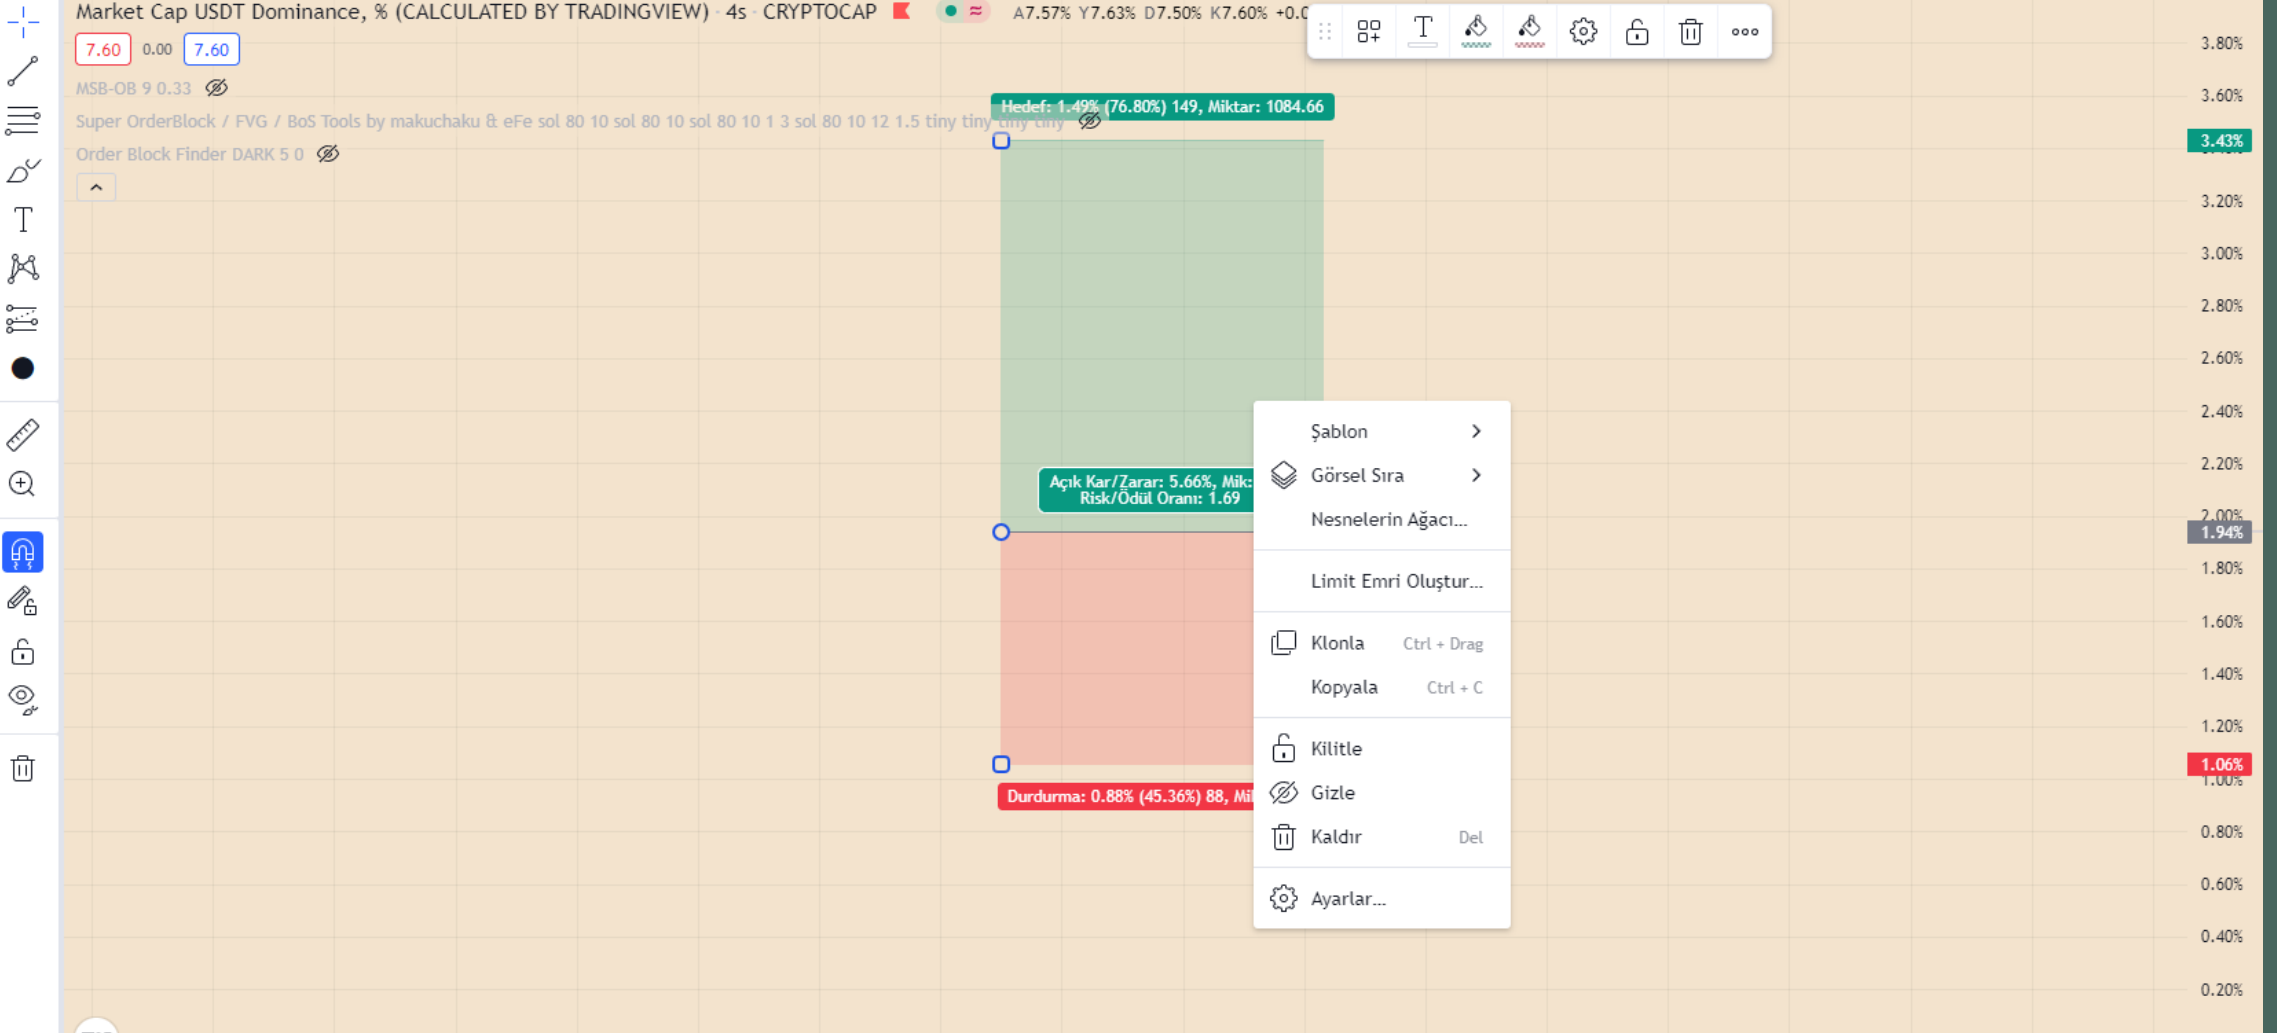 Market Cap USDT Dominance, % (CALCULATED BY TRADINGVIEW) · 4s · CRYPTOCAP A7.57% Y7.63% D7.50% K7.60%
7.60 0.00 7.60
MSB-OB 9 0.33
Super OrderBlock / FVG / BoS Tools by makuchaku & eFe sol 80 10 sol 80 10 sol 80 10 1 3 sol 80 10 12 1.5 tiny tiny tiny tiny
Order Block Finder DARK 5 0
Hedef: 1.49% (76.80%) 149, Miktar: 1084.66
Açık Kar/Zarar: 5.66%, Mik:
Risk/Ödül Oranı: 1.69
Durdurma: 0.88% (45.36%) 88,
Şablon
Görsel Sıra
Nesnelerin Ağacı...
Limit Emri Oluştur...
Klonla Ctrl + Drag
Kopyala Ctrl + C
Kilitle
Gizle
Kaldır Del
Ayarlar...
3.80%
3.60%
3.43%
3.20%
3.00%
2.80%
2.60%
2.40%
2.20%
2.00%
1.94%
1.80%
1.60%
1.40%
1.20%
1.06%
1.00%
0.80%
0.60%
0.40%
0.20%